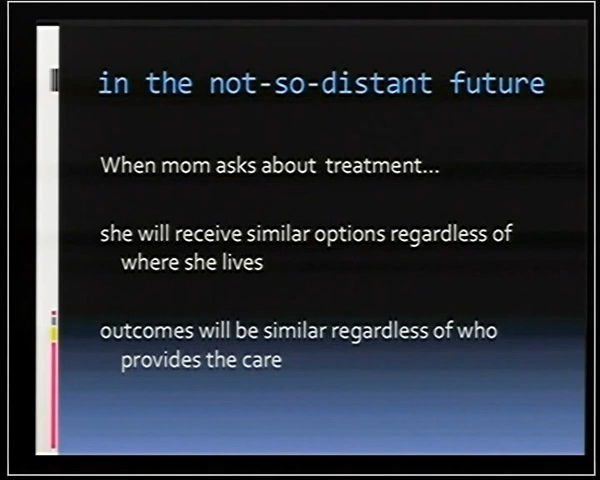 in the not-so-distant future
When mom asks about treatment...
she will receive similar options regardless of
where she lives
outcomes will be similar regardless of who
provides the care